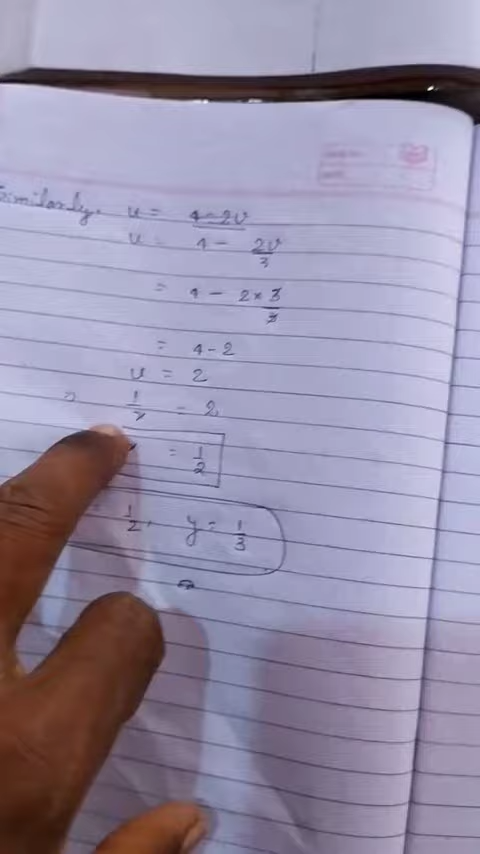 Similarly, u = 4-2v
u = 4 - 2v/3
= 4 - 2×3/3
= 4-2
u = 2
1/x = 2
x = 1/2
= 1/2, y = 1/3